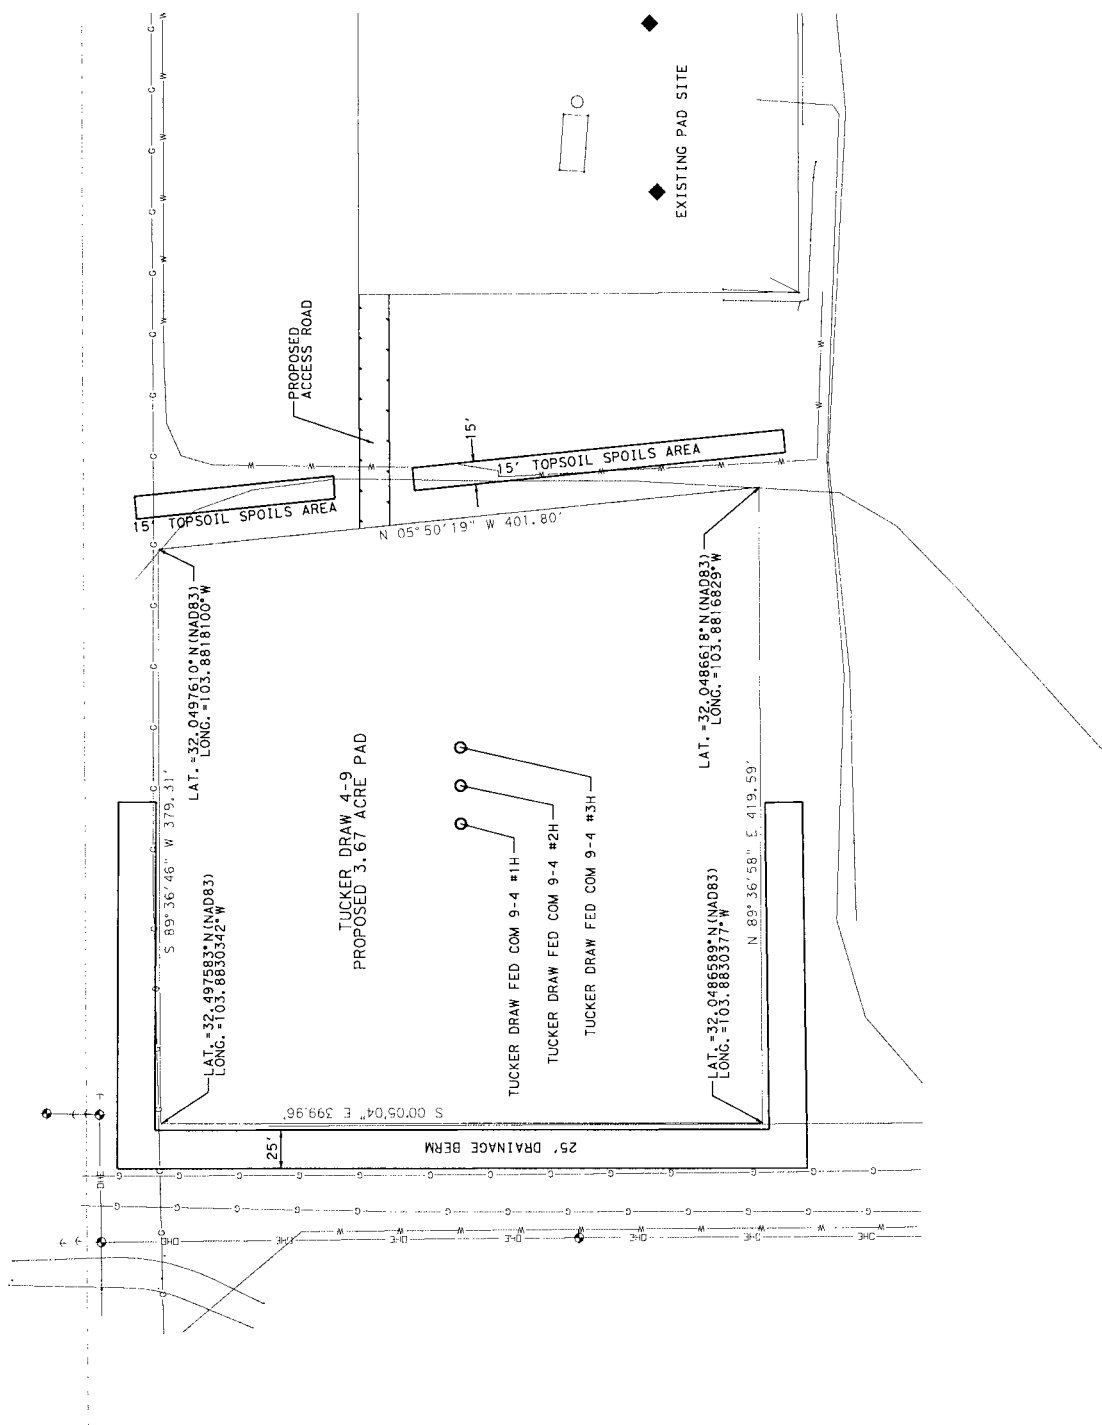 EXISTING PAD SITE
PROPOSED
ACCESS ROAD
15'
15' TOPSOIL SPOILS AREA
15' TOPSOIL SPOILS AREA
N 05°50'19" W 401.80'
LAT. =32.0497610°N(NAD83)
LONG. =103.8818100°W
LAT. =32.0486618°N(NAD83)
LONG. =103.8816829°W
S 89°36'46" W 379.31'
TUCKER DRAW 4-9
PROPOSED 3.67 ACRE PAD
N 89°36'58" E 419.59'
TUCKER DRAW FED COM 9-4 #1H
TUCKER DRAW FED COM 9-4 #2H
TUCKER DRAW FED COM 9-4 #3H
LAT. =32.497583°N(NAD83)
LONG. =103.8830342°W
LAT. =32.0486589°N(NAD83)
LONG. =103.8830377°W
S 00°05'04" E 399.96'
25'
25' DRAINAGE BERM